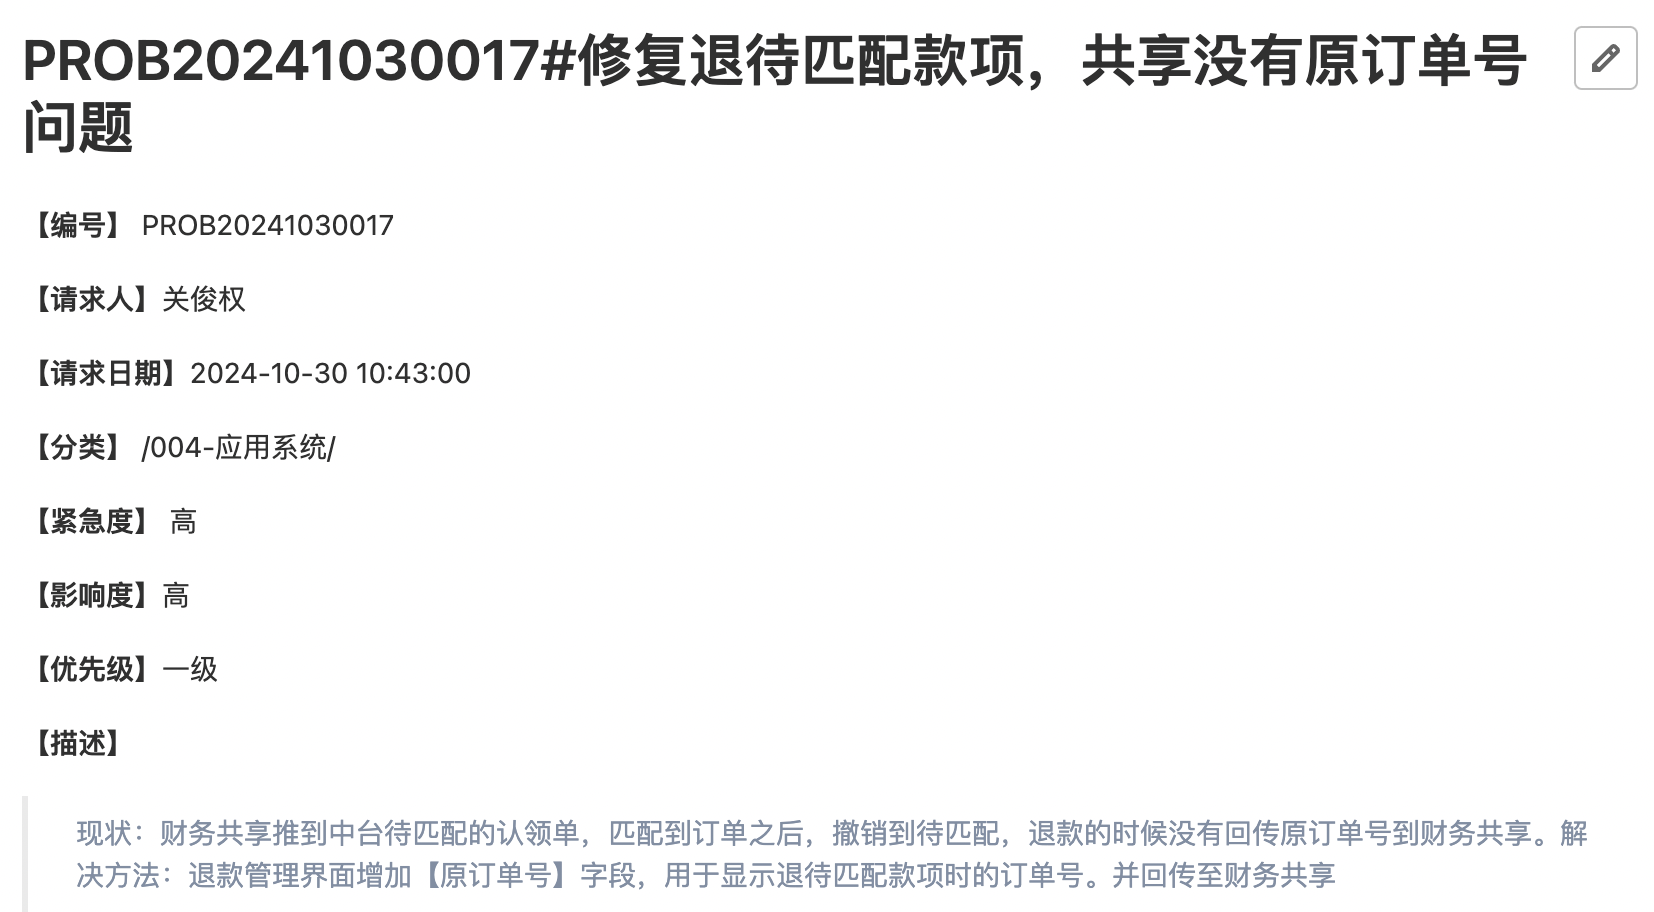 PROB20241030017#修复退待匹配款项，共享没有原订单号
问题
【编号】 PROB20241030017
【请求人】关俊权
【请求日期】2024-10-30 10:43:00
【分类】 /004-应用系统/
【紧急度】 高
【影响度】高
【优先级】一级
【描述】
现状：财务共享推到中台待匹配的认领单，匹配到订单之后，撤销到待匹配，退款的时候没有回传原订单号到财务共享。解
决方法：退款管理界面增加【原订单号】字段，用于显示退待匹配款项时的订单号。并回传至财务共享